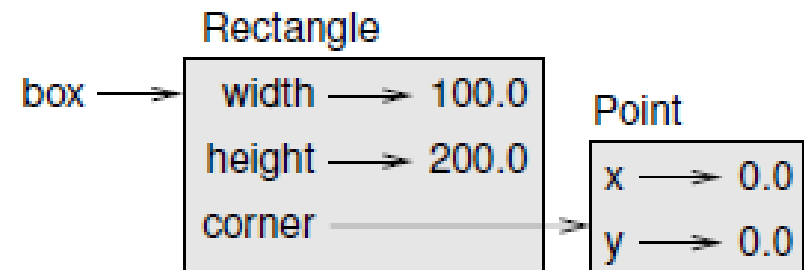 Rectangle
box
width 100.0
height 200.0
corner
Point
x 0.0
y 0.0